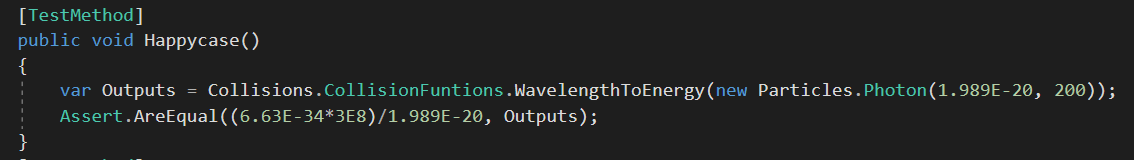 [TestMethod]
public void Happycase()
{
var Outputs = Collisions.CollisionFuntions.WavelengthToEnergy(new Particles.Photon(1.989E-20, 200));
Assert.AreEqual((6.63E-34*3E8)/1.989E-20, Outputs);
}